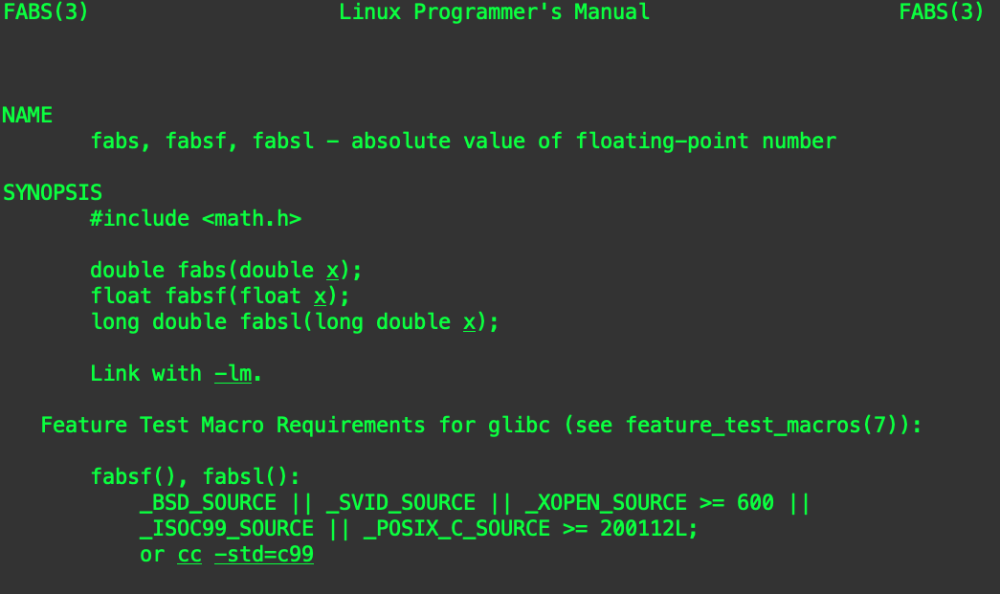 FABS(3) Linux Programmer's Manual FABS(3)
NAME
fabs, fabsf, fabsl - absolute value of floating-point number
SYNOPSIS
#include <math.h>
double fabs(double x);
float fabsf(float x);
long double fabsl(long double x);
Link with -lm.
Feature Test Macro Requirements for glibc (see feature_test_macros(7)):
fabsf(), fabsl():
_BSD_SOURCE || _SVID_SOURCE || _XOPEN_SOURCE >= 600 ||
_ISOC99_SOURCE || _POSIX_C_SOURCE >= 200112L;
or cc -std=c99